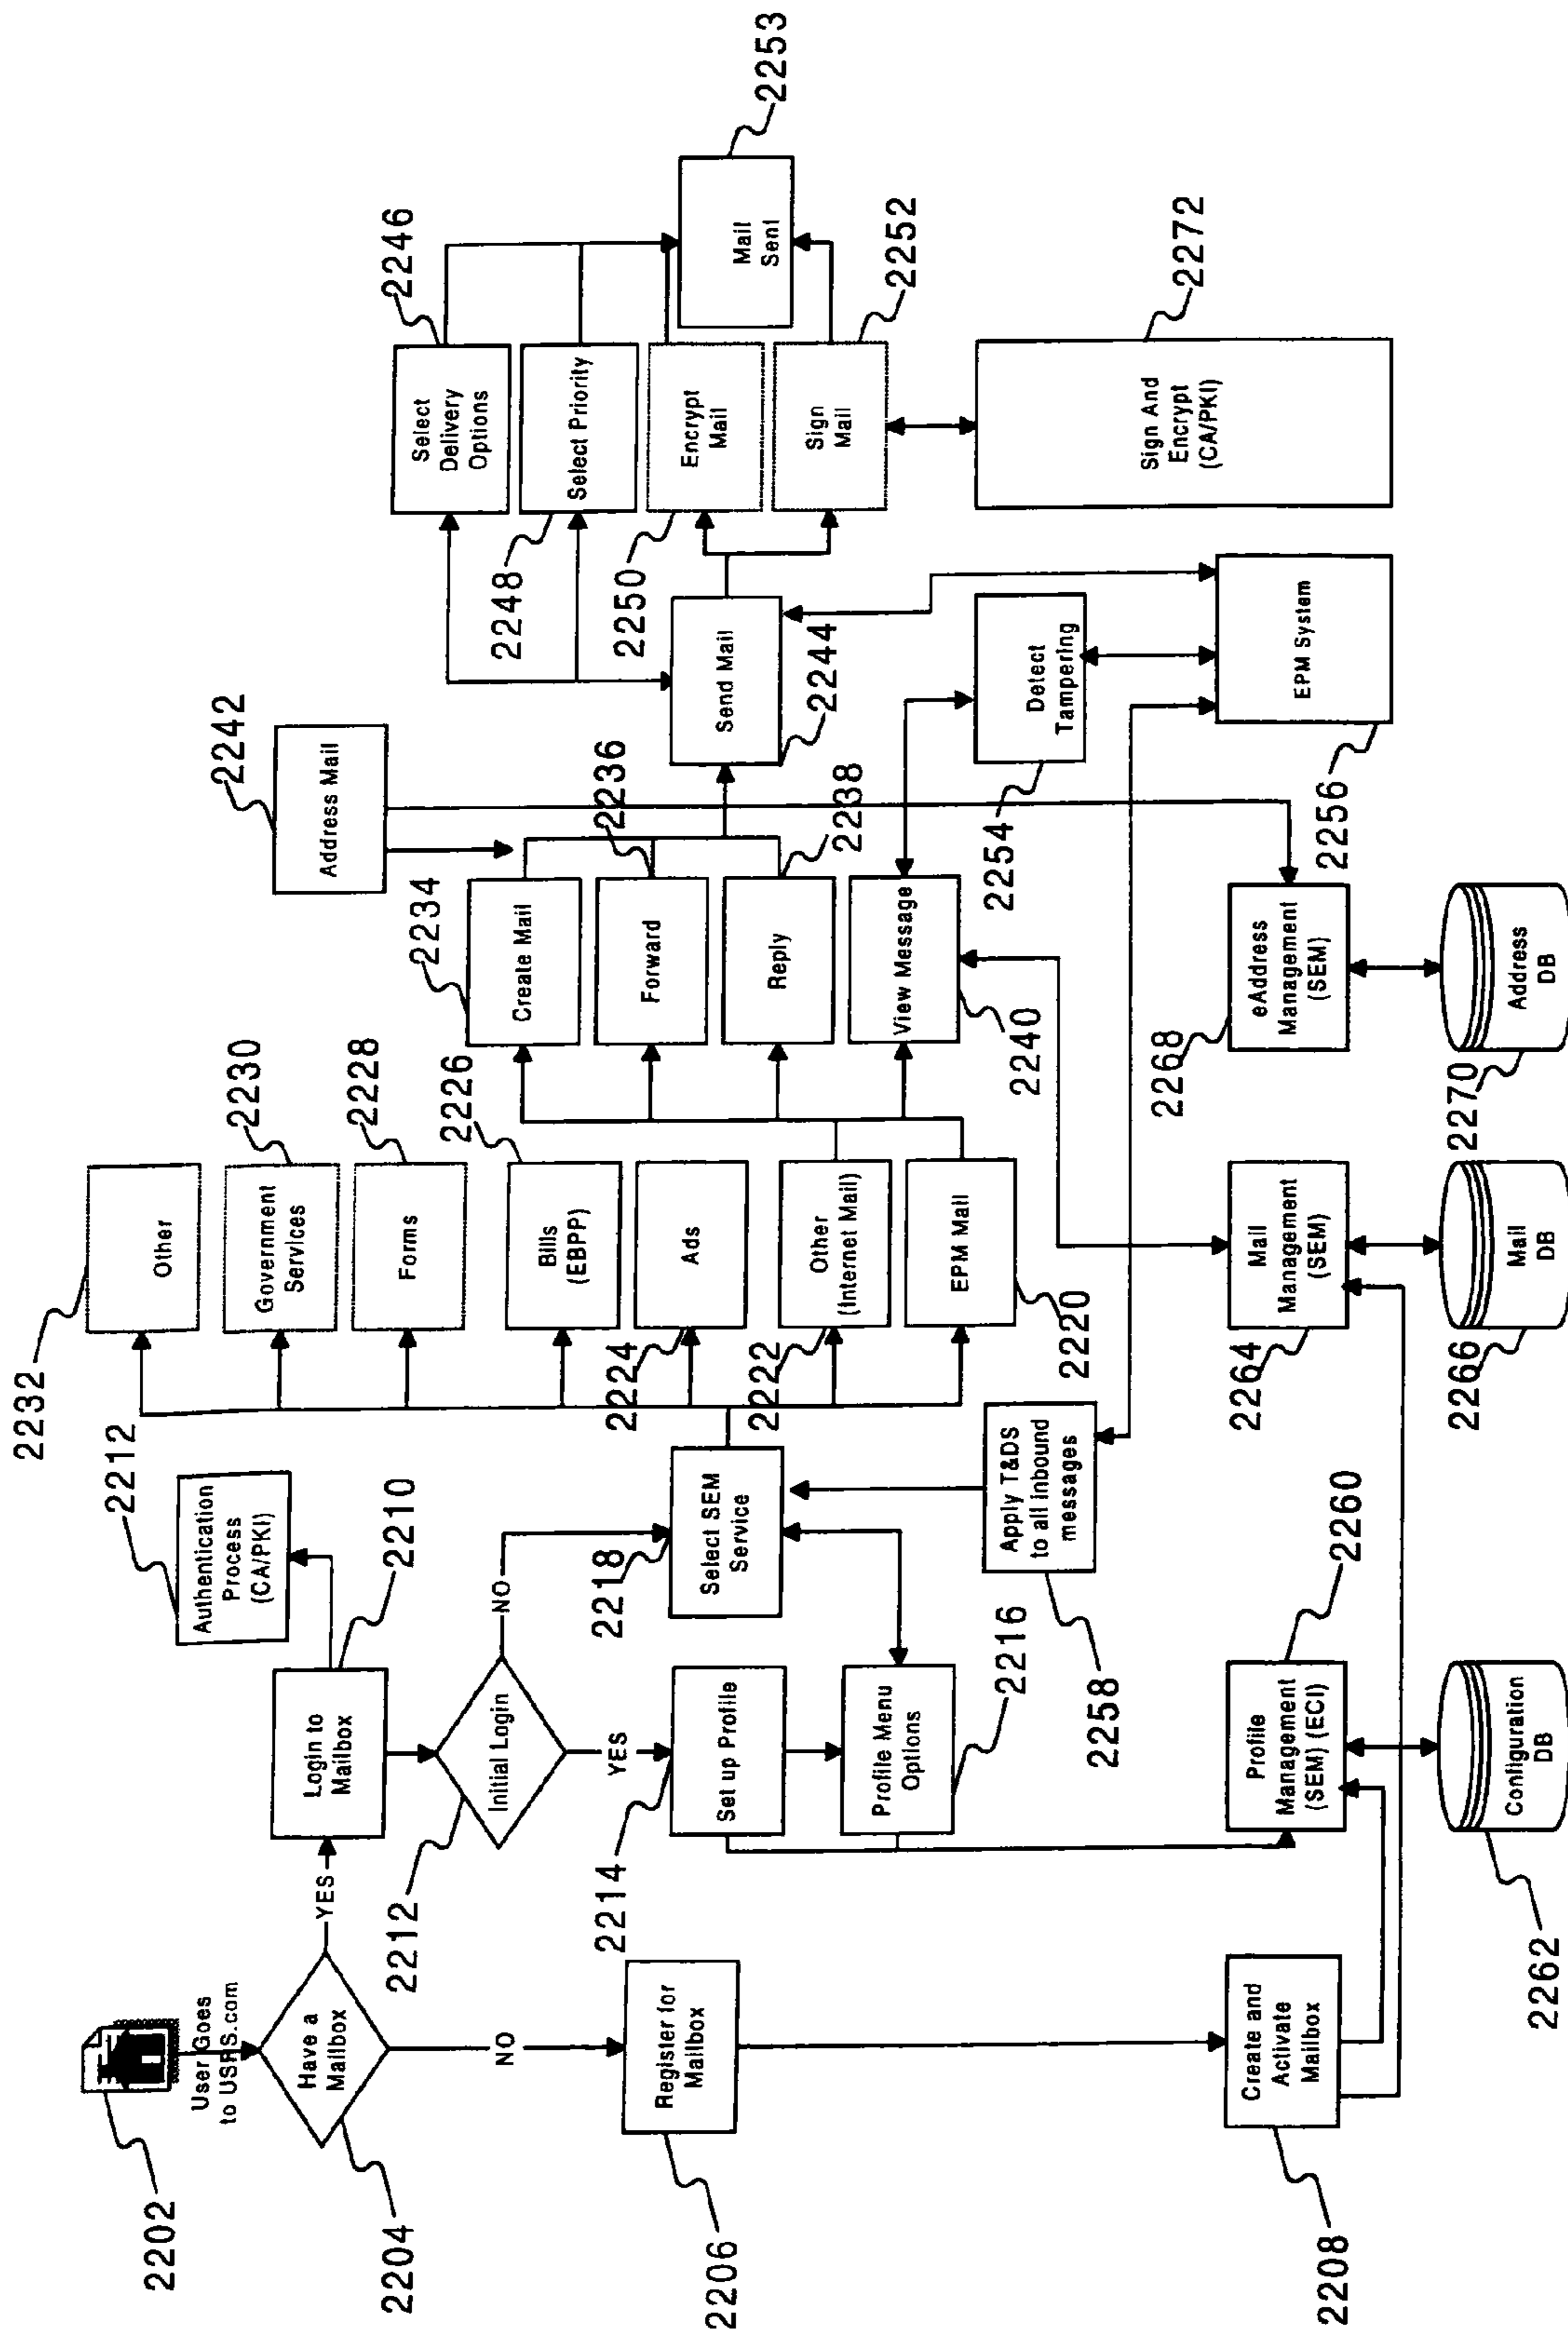 2202
User Goes
to USPS.com
2204
Have a
Mailbox
YES
NO
2206
Register for
Mailbox
2208
Create and
Activate
Mailbox
Login to
Mailbox
2210
2212
Authentication
Process
(CA/PKI)
2212
Initial Login
NO
YES
2214
Set up Profile
Profile Menu
Options
2216
2218
Select SEM
Service
Apply T&DS
to all inbound
messages
2258
Profile
Management
(SEM) (ECI)
2260
Configuration
DB
2262
2232
Other
Government
Services
2230
Forms
2228
Bills
(EBPP)
2226
Ads
2224
Other
(Internet Mail)
2222
EPM Mail
2220
Mail
Management
(SEM)
2264
Mail
DB
2266
2234
Create Mail
Forward
2236
Reply
2238
View Message
2240
2242
Address Mail
eAddress
Management
(SEM)
2268
Address
DB
2270
Send Mail
2244
Detect
Tampering
2254
EPM System
2256
Select
Delivery
Options
2246
Select Priority
2248
Encrypt
Mail
2250
Sign
Mail
2252
Mail
Sent
2253
Sign And
Encrypt
(CA/PKI)
2272